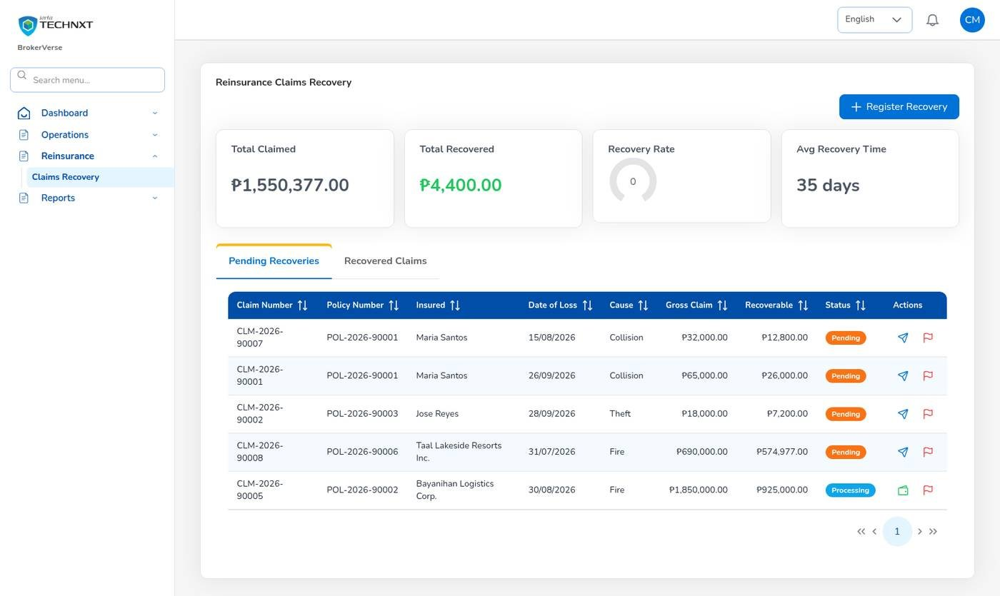 iorta
TECHNXT
BrokerVerse
Search menu...
Dashboard
Operations
Reinsurance
Claims Recovery
Reports
English
CM
Reinsurance Claims Recovery
Register Recovery
Total Claimed
₱1,550,377.00
Total Recovered
₱4,400.00
Recovery Rate
0
Avg Recovery Time
35 days
Pending Recoveries Recovered Claims
Claim Number Policy Number Insured Date of Loss Cause Gross Claim Recoverable Status Actions
CLM-2026-90007 POL-2026-90001 Maria Santos 15/08/2026 Collision ₱32,000.00 ₱12,800.00 Pending
CLM-2026-90001 POL-2026-90001 Maria Santos 26/09/2026 Collision ₱65,000.00 ₱26,000.00 Pending
CLM-2026-90002 POL-2026-90003 Jose Reyes 28/09/2026 Theft ₱18,000.00 ₱7,200.00 Pending
CLM-2026-90008 POL-2026-90006 Taal Lakeside Resorts Inc. 31/07/2026 Fire ₱690,000.00 ₱574,977.00 Pending
CLM-2026-90005 POL-2026-90002 Bayanihan Logistics Corp. 30/08/2026 Fire ₱1,850,000.00 ₱925,000.00 Processing
1